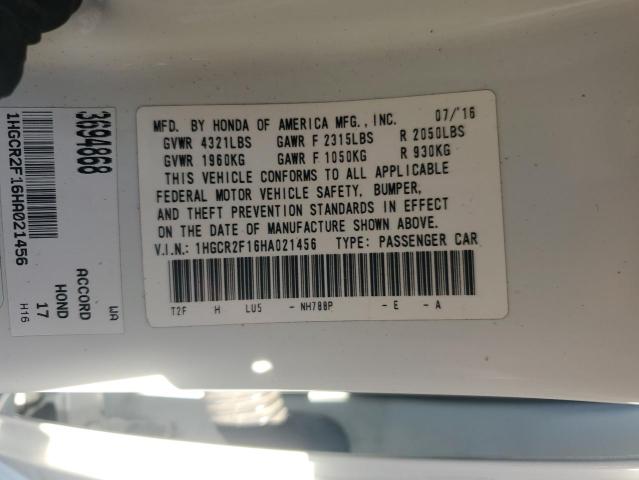 MFD. BY HONDA OF AMERICA MFG., INC. 07/'16
GVWR 4321LBS GAWR F 2315LBS R 2050LBS
GVWR 1960KG GAWR F 1050KG R 930KG
THIS VEHICLE CONFORMS TO ALL APPLICABLE
FEDERAL MOTOR VEHICLE SAFETY, BUMPER,
AND THEFT PREVENTION STANDARDS IN EFFECT
ON THE DATE OF MANUFACTURE SHOWN ABOVE.
V.I.N.: 1HGCR2F16HA021456 TYPE: PASSENGER CAR
T2F H LU5 - NH788P - E - A
3694868
1HGCR2F16HA021456
WA
ACCORD
HOND
17
H16